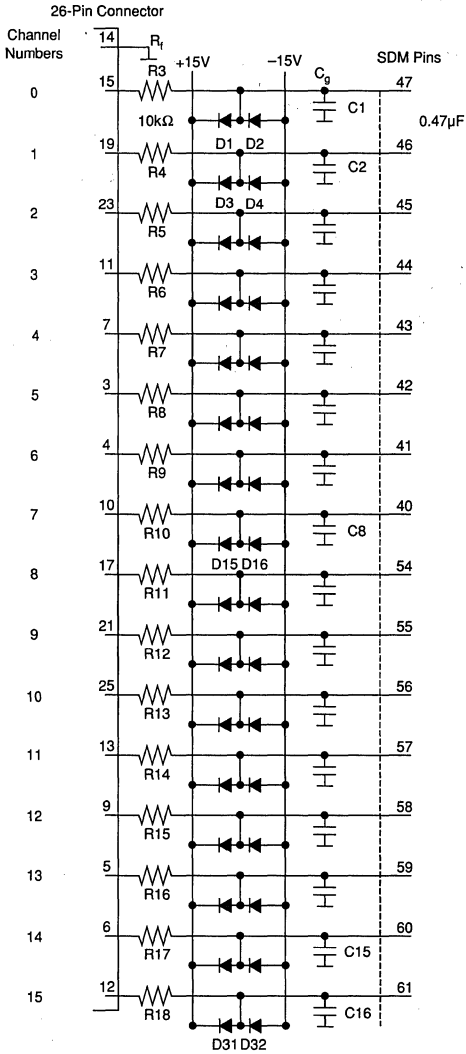 26-Pin Connector
Channel Numbers
14
Rf
+15V
−15V
SDM Pins
0
15
R3
Cg
C1
47
10kΩ
0.47µF
D1 D2
1
19
R4
C2
46
D3 D4
2
23
R5
45
3
11
R6
44
4
7
R7
43
5
3
R8
42
6
4
R9
41
7
10
R10
C8
40
D15 D16
8
17
R11
54
9
21
R12
55
10
25
R13
56
11
13
R14
57
12
9
R15
58
13
5
R16
59
14
6
R17
C15
60
15
12
R18
C16
61
D31 D32